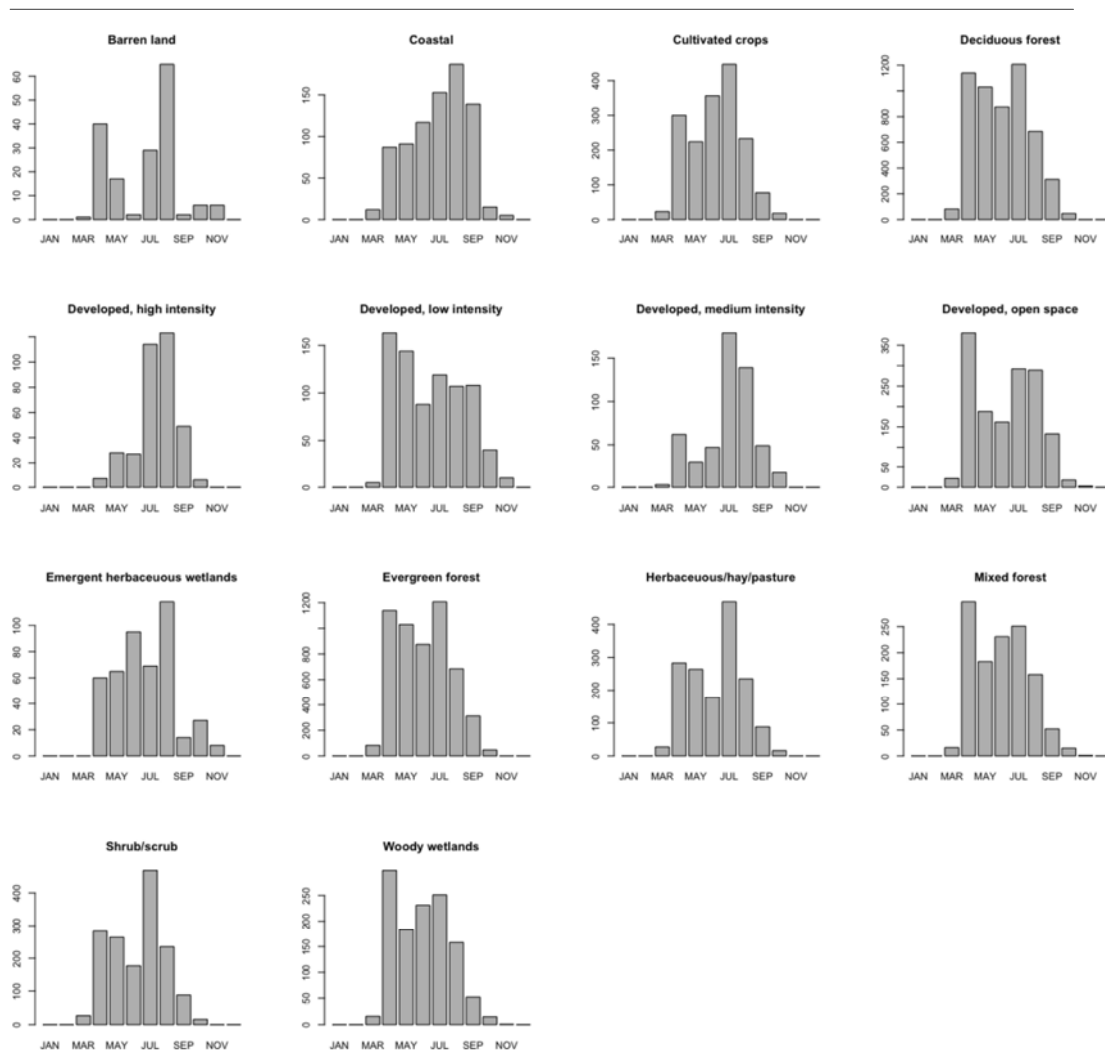 Barren land
60
50
40
30
20
10
0
JAN MAR MAY JUL SEP NOV
Coastal
150
100
50
0
JAN MAR MAY JUL SEP NOV
Cultivated crops
400
300
200
100
0
JAN MAR MAY JUL SEP NOV
Deciduous forest
1200
800
600
400
200
0
JAN MAR MAY JUL SEP NOV
Developed, high intensity
100
80
60
40
20
0
JAN MAR MAY JUL SEP NOV
Developed, low intensity
150
100
50
0
JAN MAR MAY JUL SEP NOV
Developed, medium intensity
150
100
50
0
JAN MAR MAY JUL SEP NOV
Developed, open space
350
250
150
50
0
JAN MAR MAY JUL SEP NOV
Emergent herbaceuous wetlands
100
80
60
40
20
0
JAN MAR MAY JUL SEP NOV
Evergreen forest
1200
800
600
400
200
0
JAN MAR MAY JUL SEP NOV
Herbaceuous/hay/pasture
400
300
200
100
0
JAN MAR MAY JUL SEP NOV
Mixed forest
250
200
150
100
50
0
JAN MAR MAY JUL SEP NOV
Shrub/scrub
400
300
200
100
0
JAN MAR MAY JUL SEP NOV
Woody wetlands
250
200
150
100
50
0
JAN MAR MAY JUL SEP NOV